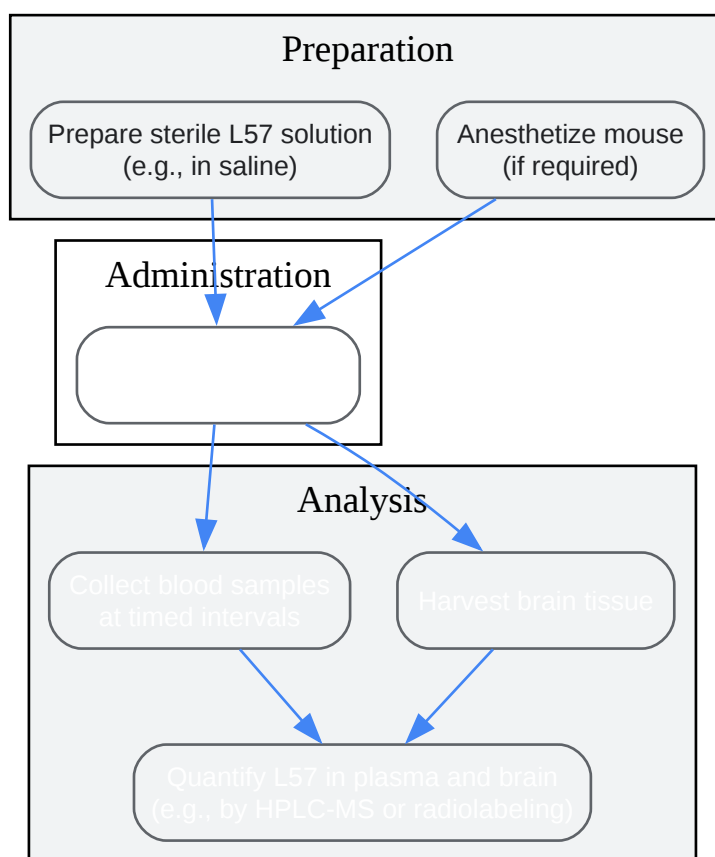 Preparation
Prepare sterile L57 solution
(e.g., in saline)
Anesthetize mouse
(if required)
Administration
Analysis
Collect blood samples
at timed intervals
Harvest brain tissue
Quantify L57 in plasma and brain
(e.g., by HPLC-MS or radiolabeling)